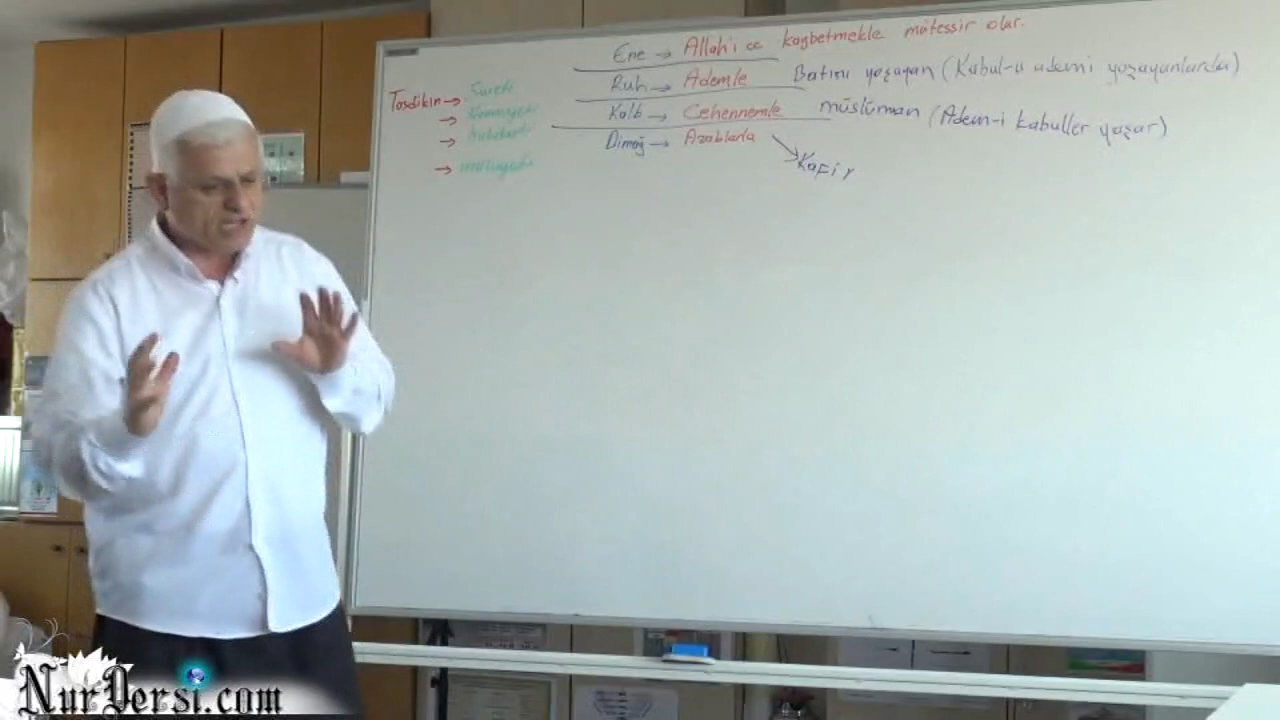 Ene → Allah'ı kaybetmekle müteessir olur.
Ruh → Ademle Batını yaşayan (Kabul-u ademi yaşayanlarda)
Kalb → Cehennemle müslüman (Adem-i kabuller yaşar)
Dimağ → Azablarla
Kafir
Tasdikin →
→
→
→
NurDersi.com